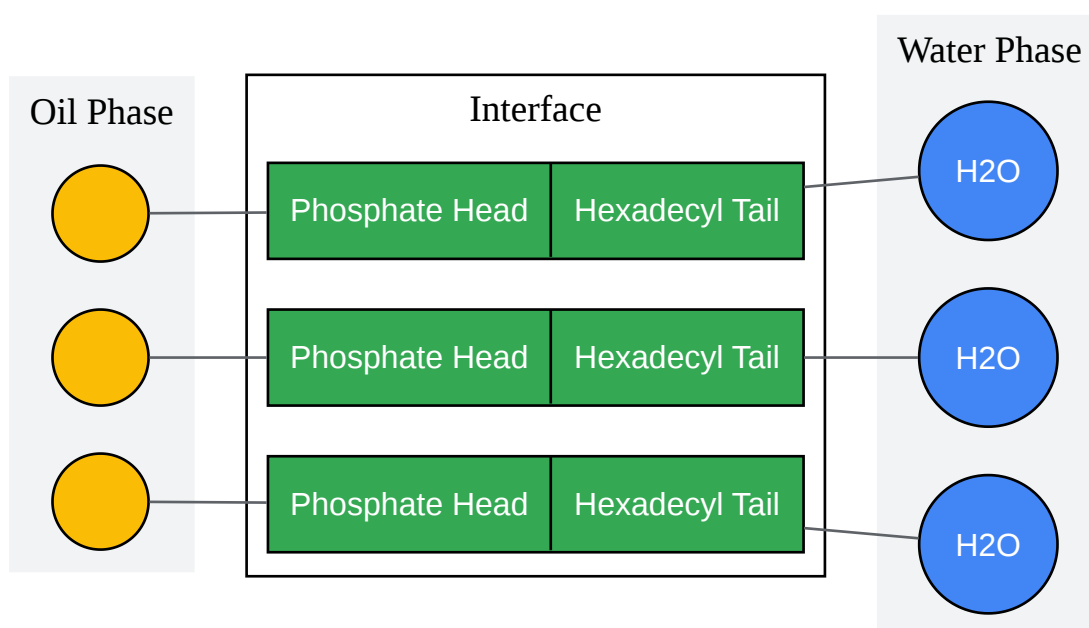 Oil Phase
Interface
Water Phase
Phosphate Head
Hexadecyl Tail
H2O
Phosphate Head
Hexadecyl Tail
H2O
Phosphate Head
Hexadecyl Tail
H2O